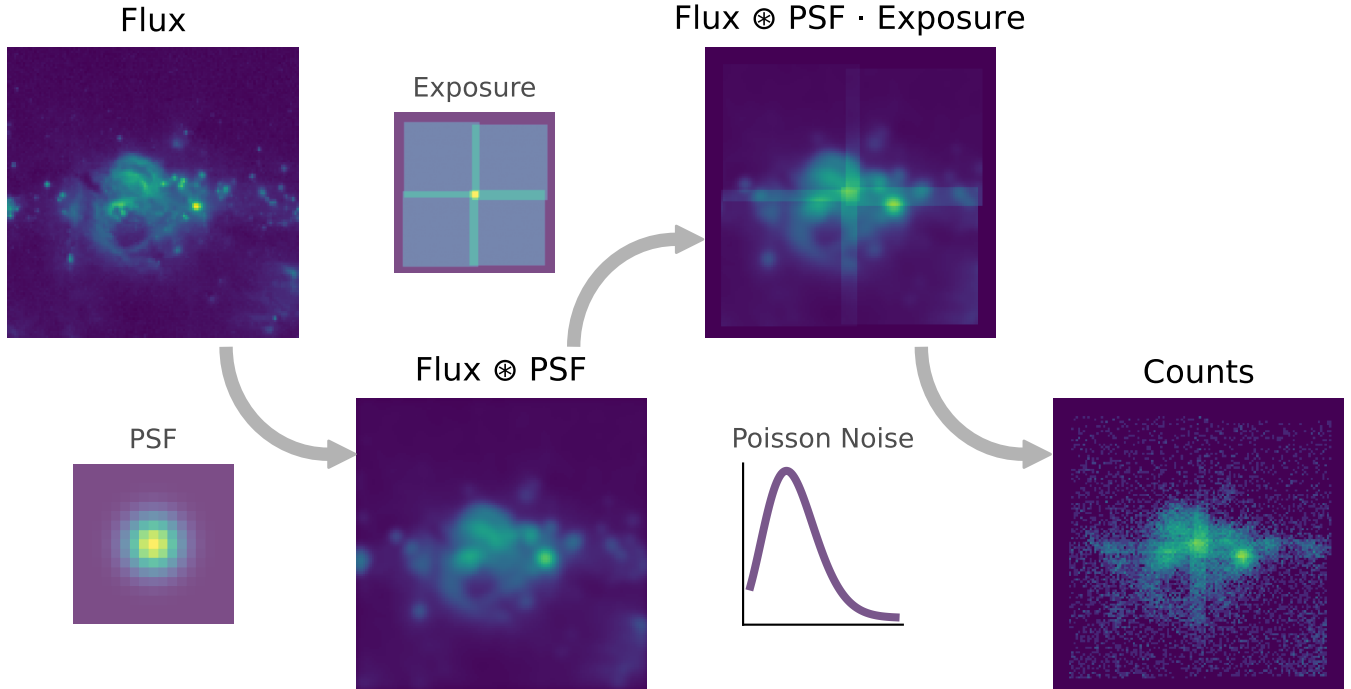 Flux
Exposure
Flux ⊛ PSF · Exposure
PSF
Flux ⊛ PSF
Poisson Noise
Counts